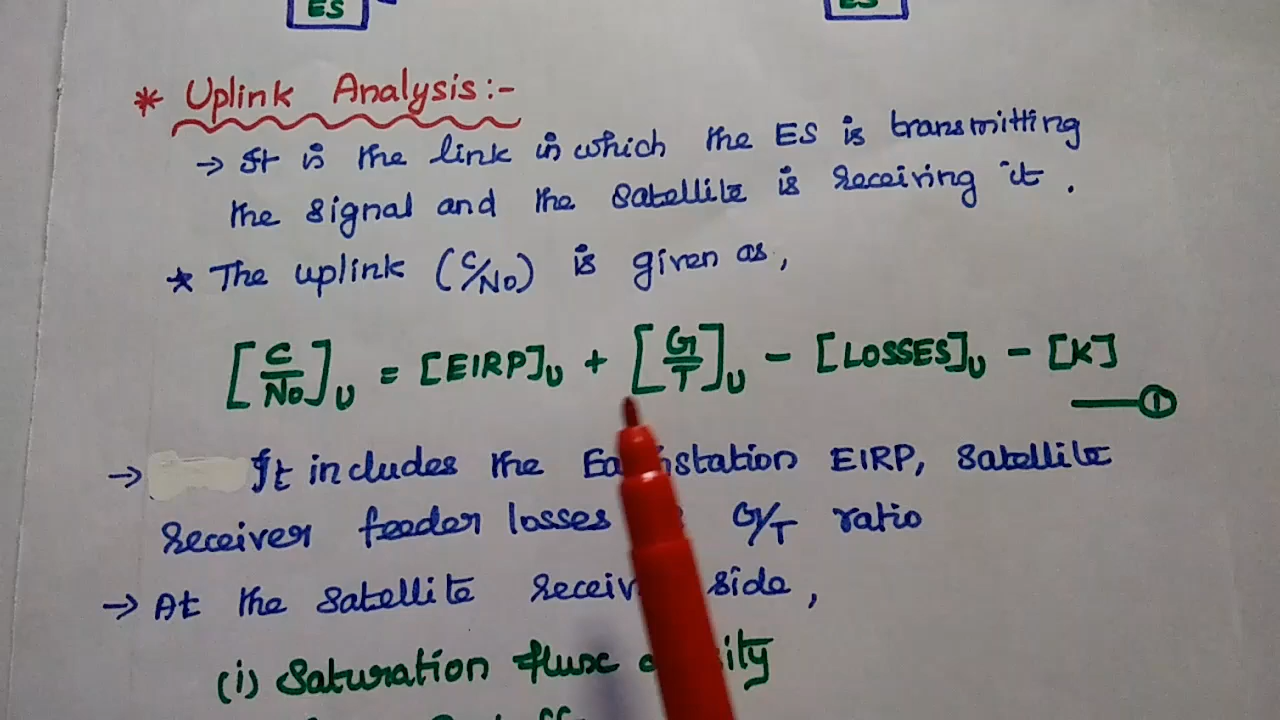 ES ES
* Uplink Analysis:-
→ It is the link in which the ES is transmitting
the signal and the satellite is receiving it.
* The uplink (C/No) is given as,
[C/No]U = [EIRP]U + [G/T]U - [LOSSES]U - [K]
1
→ It includes the Earthstation EIRP, satellite
receiver feeder losses G/T ratio
→ At the satellite side,
(i) Saturation flux